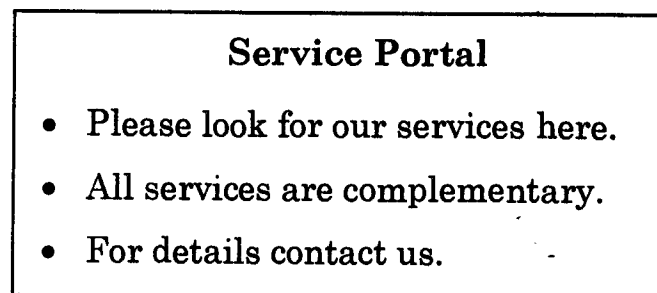 Service Portal
• Please look for our services here.
• All services are complementary.
• For details contact us.